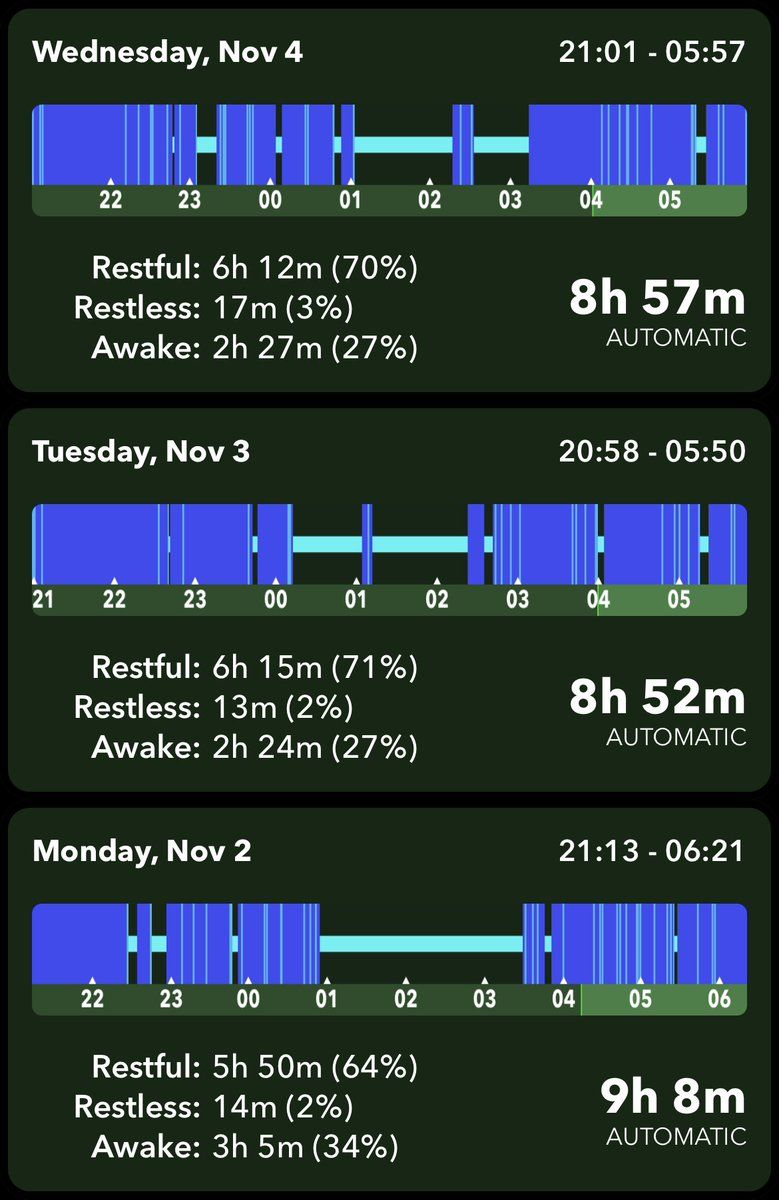 Wednesday, Nov 4 21:01 - 05:57
22 23 00 01 02 03 04 05
Restful: 6h 12m (70%)
Restless: 17m (3%)
Awake: 2h 27m (27%)
8h 57m
AUTOMATIC
Tuesday, Nov 3 20:58 - 05:50
21 22 23 00 01 02 03 04 05
Restful: 6h 15m (71%)
Restless: 13m (2%)
Awake: 2h 24m (27%)
8h 52m
AUTOMATIC
Monday, Nov 2 21:13 - 06:21
22 23 00 01 02 03 04 05 06
Restful: 5h 50m (64%)
Restless: 14m (2%)
Awake: 3h 5m (34%)
9h 8m
AUTOMATIC